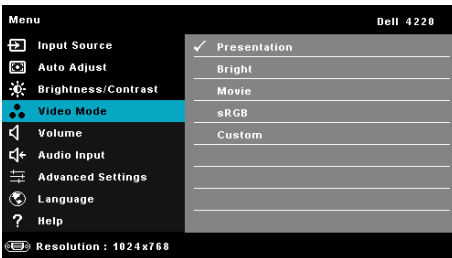 Menu Dell 4220
Input Source ✓ Presentation
Auto Adjust Bright
Brightness/Contrast Movie
Video Mode sRGB
Volume Custom
Audio Input
Advanced Settings
Language
? Help
Resolution : 1024x768